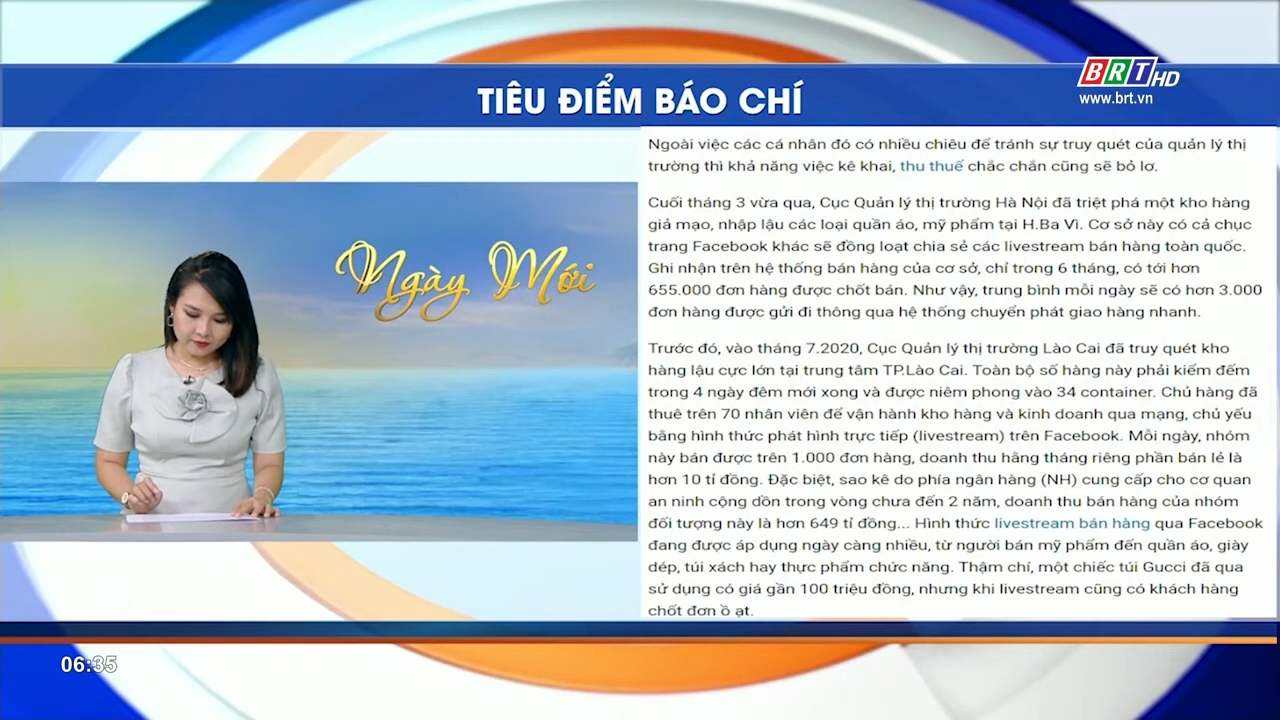 TIÊU ĐIỂM BÁO CHÍ
BRT HD
www.brt.vn
Ngày Mới
Ngoài việc các cá nhân đó có nhiều chiêu để tránh sự truy quét của quản lý thị
trường thì khả năng việc kê khai, thu thuế chắc chắn cũng sẽ bỏ lơ.
Cuối tháng 3 vừa qua, Cục Quản lý thị trường Hà Nội đã triệt phá một kho hàng
giả mạo, nhập lậu các loại quần áo, mỹ phẩm tại H.Ba Vì. Cơ sở này có cả chục
trang Facebook khác sẽ đồng loạt chia sẻ các livestream bán hàng toàn quốc.
Ghi nhận trên hệ thống bán hàng của cơ sở, chỉ trong 6 tháng, có tới hơn
655.000 đơn hàng được chốt bán. Như vậy, trung bình mỗi ngày sẽ có hơn 3.000
đơn hàng được gửi đi thông qua hệ thống chuyển phát giao hàng nhanh.
Trước đó, vào tháng 7.2020, Cục Quản lý thị trường Lào Cai đã truy quét kho
hàng lậu cực lớn tại trung tâm TP.Lào Cai. Toàn bộ số hàng này phải kiểm đếm
trong 4 ngày đêm mới xong và được niêm phong vào 34 container. Chủ hàng đã
thuê trên 70 nhân viên để vận hành kho hàng và kinh doanh qua mạng, chủ yếu
bằng hình thức phát hình trực tiếp (livestream) trên Facebook. Mỗi ngày, nhóm
này bán được trên 1.000 đơn hàng, doanh thu hằng tháng riêng phần bán lẻ là
hơn 10 tỉ đồng. Đặc biệt, sao kê do phía ngân hàng (NH) cung cấp cho cơ quan
an ninh cộng dồn trong vòng chưa đến 2 năm, doanh thu bán hàng của nhóm
đối tượng này là hơn 649 tỉ đồng... Hình thức livestream bán hàng qua Facebook
đang được áp dụng ngày càng nhiều, từ người bán mỹ phẩm đến quần áo, giày
dép, túi xách hay thực phẩm chức năng. Thậm chí, một chiếc túi Gucci đã qua
sử dụng có giá gần 100 triệu đồng, nhưng khi livestream cũng có khách hàng
chốt đơn ồ ạt.
06:35